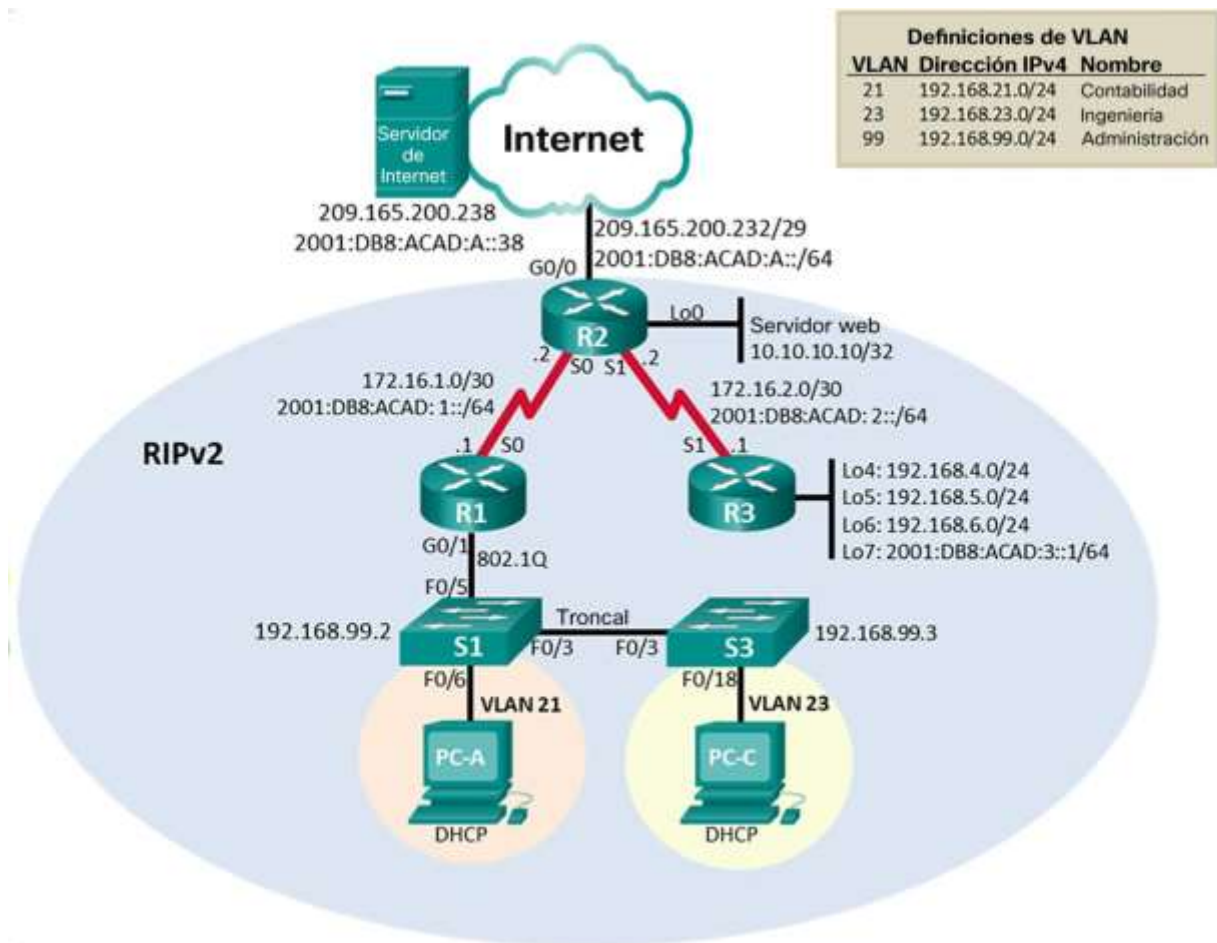 Definiciones de VLAN
VLAN Dirección IPv4 Nombre
21 192.168.21.0/24 Contabilidad
23 192.168.23.0/24 Ingeniería
99 192.168.99.0/24 Administración
Servidor
de
Internet
Internet
209.165.200.238
2001:DB8:ACAD:A::38
209.165.200.232/29
2001:DB8:ACAD:A::/64
G0/0
R2
Lo0
Servidor web
10.10.10.10/32
.2 S0 S1 .2
172.16.1.0/30
2001:DB8:ACAD: 1::/64
172.16.2.0/30
2001:DB8:ACAD: 2::/64
RIPv2
.1 S0
S1 .1
R1
R3
Lo4: 192.168.4.0/24
Lo5: 192.168.5.0/24
Lo6: 192.168.6.0/24
Lo7: 2001:DB8:ACAD:3::1/64
G0/1
802.1Q
F0/5
Troncal
192.168.99.2
S1
F0/3 F0/3
S3
192.168.99.3
F0/6
F0/18
VLAN 21
VLAN 23
PC-A
PC-C
DHCP
DHCP